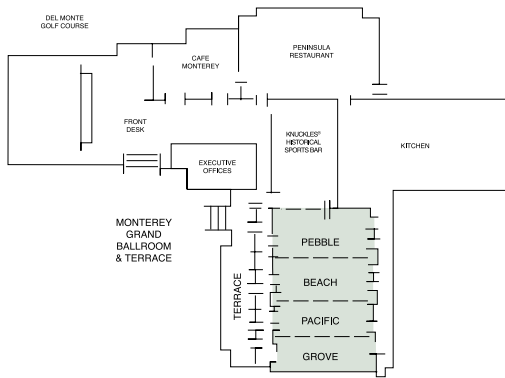 DEL MONTE
GOLF COURSE
CAFE
MONTEREY
PENINSULA
RESTAURANT
FRONT
DESK
KNUCKLES®
HISTORICAL
SPORTS BAR
KITCHEN
EXECUTIVE
OFFICES
MONTEREY
GRAND
BALLROOM
& TERRACE
TERRACE
PEBBLE
BEACH
PACIFIC
GROVE